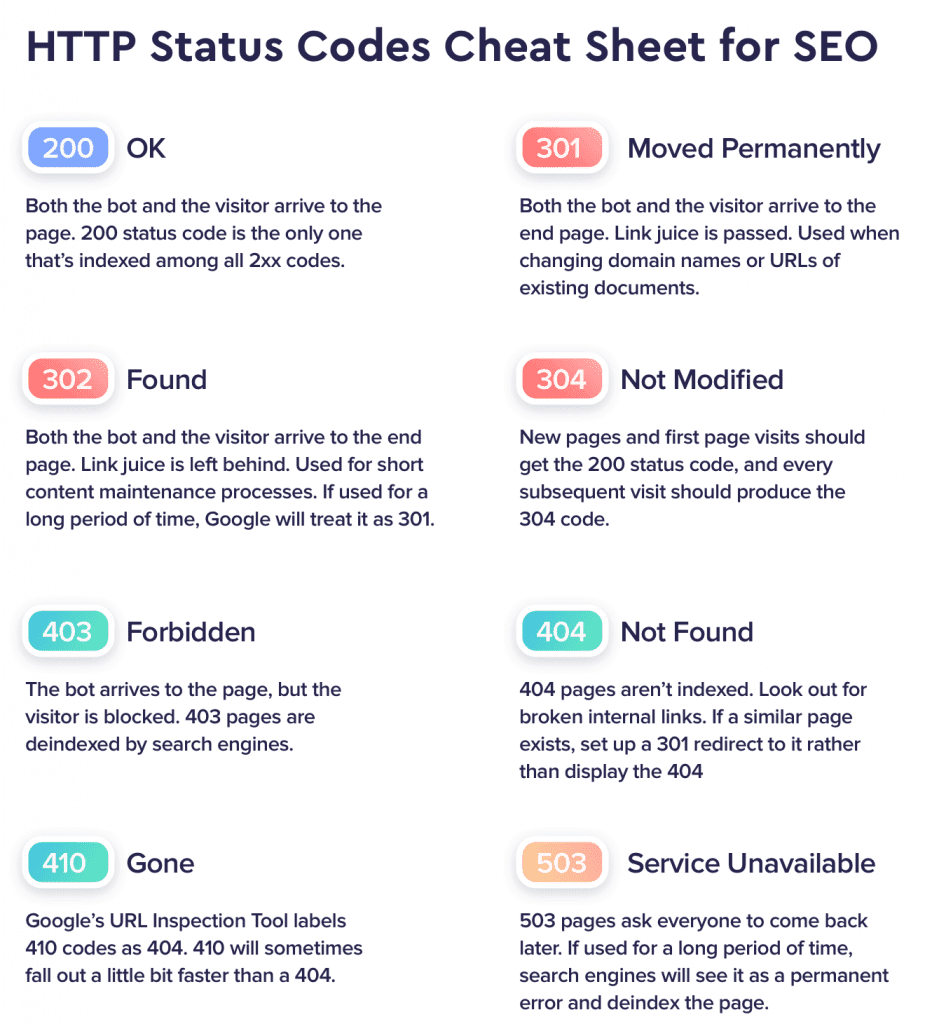 HTTP Status Codes Cheat Sheet for SEO
200 OK
Both the bot and the visitor arrive to the
page. 200 status code is the only one
that's indexed among all 2xx codes.
301 Moved Permanently
Both the bot and the visitor arrive to the
end page. Link juice is passed. Used when
changing domain names or URLs of
existing documents.
302 Found
Both the bot and the visitor arrive to the end
page. Link juice is left behind. Used for short
content maintenance processes. If used for a
long period of time, Google will treat it as 301.
304 Not Modified
New pages and first page visits should
get the 200 status code, and every
subsequent visit should produce the
304 code.
403 Forbidden
The bot arrives to the page, but the
visitor is blocked. 403 pages are
deindexed by search engines.
404 Not Found
404 pages aren't indexed. Look out for
broken internal links. If a similar page
exists, set up a 301 redirect to it rather
than display the 404
410 Gone
Google's URL Inspection Tool labels
410 codes as 404. 410 will sometimes
fall out a little bit faster than a 404.
503 Service Unavailable
503 pages ask everyone to come back
later. If used for a long period of time,
search engines will see it as a permanent
error and deindex the page.